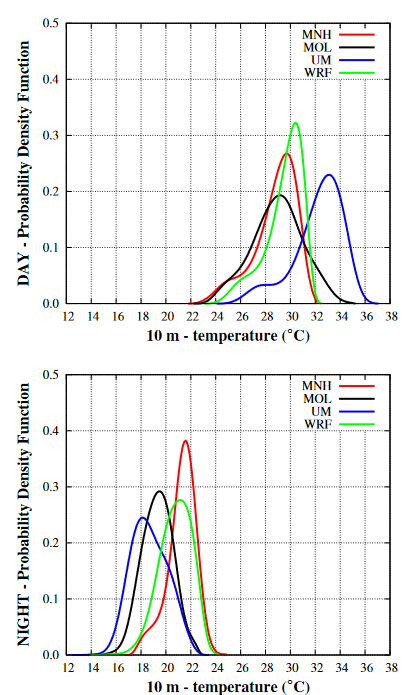 DAY - Probability Density Function
0.5
0.4
0.3
0.2
0.1
0.0
MNH
MOL
UM
WRF
12 14 16 18 20 22 24 26 28 30 32 34 36 38
10 m - temperature (°C)
NIGHT - Probability Density Function
0.5
0.4
0.3
0.2
0.1
0.0
MNH
MOL
UM
WRF
12 14 16 18 20 22 24 26 28 30 32 34 36 38
10 m - temperature (°C)